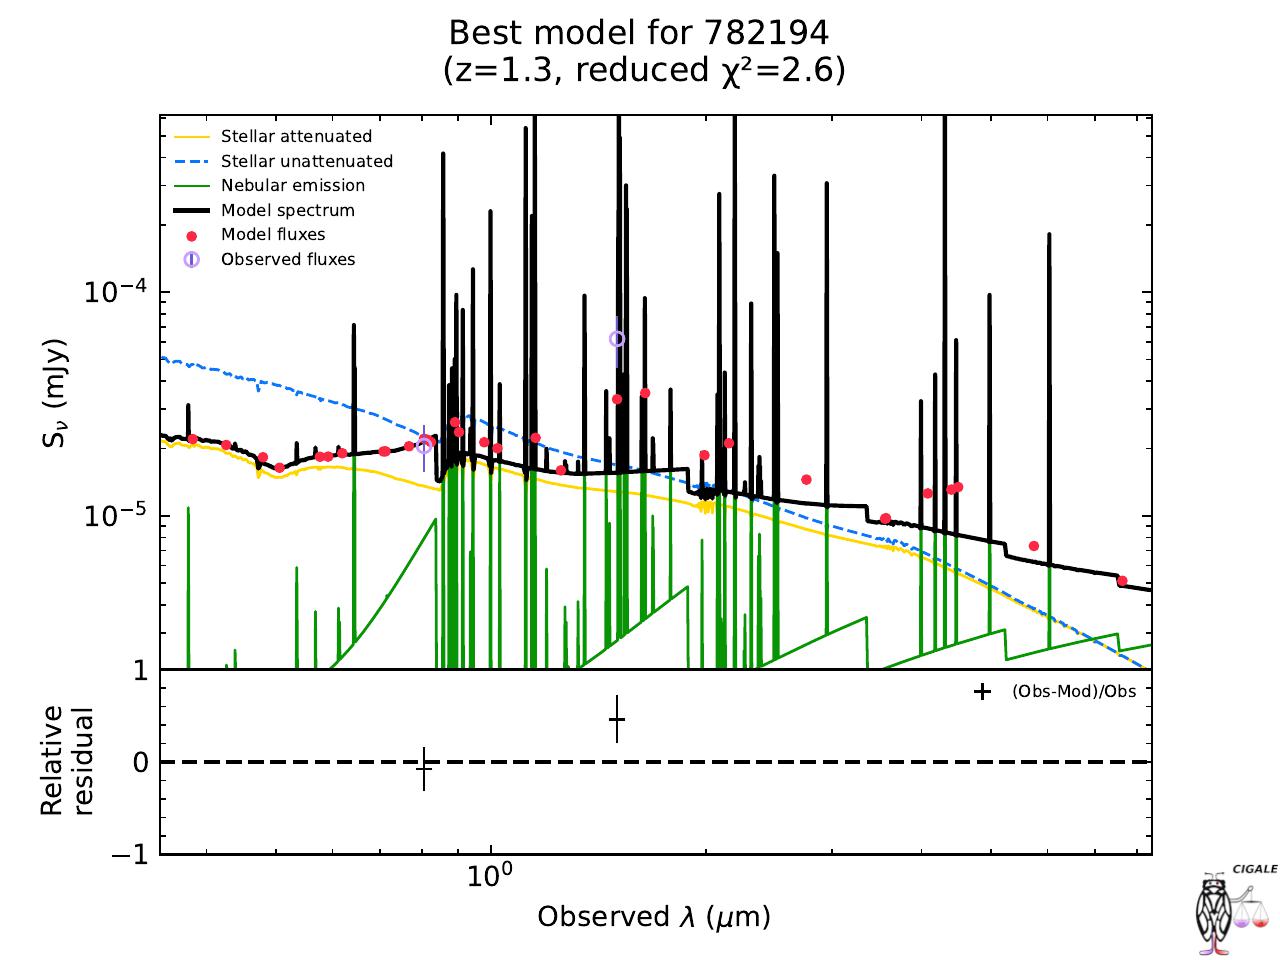 Best model for 782194
(z=1.3, reduced χ²=2.6)
Stellar attenuated
Stellar unattenuated
Nebular emission
Model spectrum
Model fluxes
Observed fluxes
10⁻⁴
10⁻⁵
S𝜈 (mJy)
1
0
−1
Relative
residual
(Obs-Mod)/Obs
10⁰
Observed λ (μm)
CIGALE